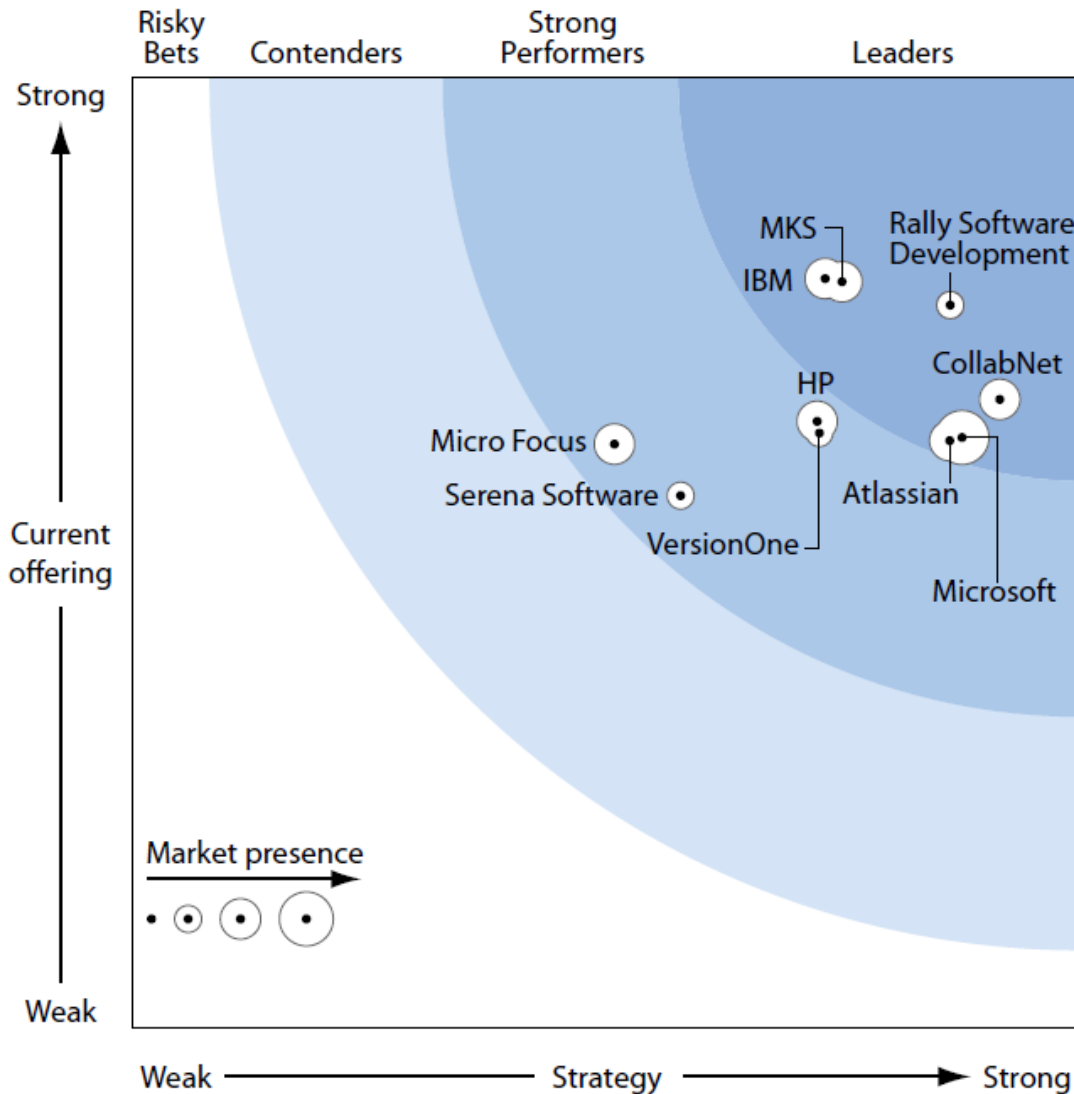 Risky
Bets
Contenders
Strong
Performers
Leaders
Strong
MKS
Rally Software
Development
IBM
CollabNet
HP
Micro Focus
Serena Software
Atlassian
VersionOne
Current
offering
Microsoft
Market presence
Weak
Weak
Strategy
Strong